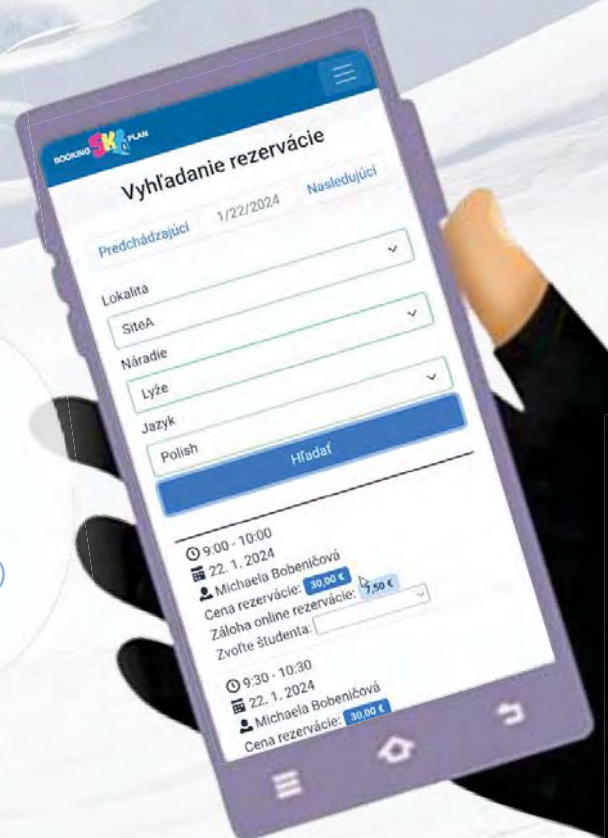 BOOKING SKI PLAN
Vyhľadanie rezervácie
Predchádzajúci 1/22/2024 Nasledujúci
Lokalita
SiteA
Náradie
Lyže
Jazyk
Polish
Hľadať
9:00 - 10:00
22. 1. 2024
Michaela Bobeničová
Cena rezervácie: 30,00 €
Záloha online rezervácie: 7,50 €
Zvoľte študenta:
9:30 - 10:30
22. 1. 2024
Michaela Bobeničová
Cena rezervácie: 30,00 €